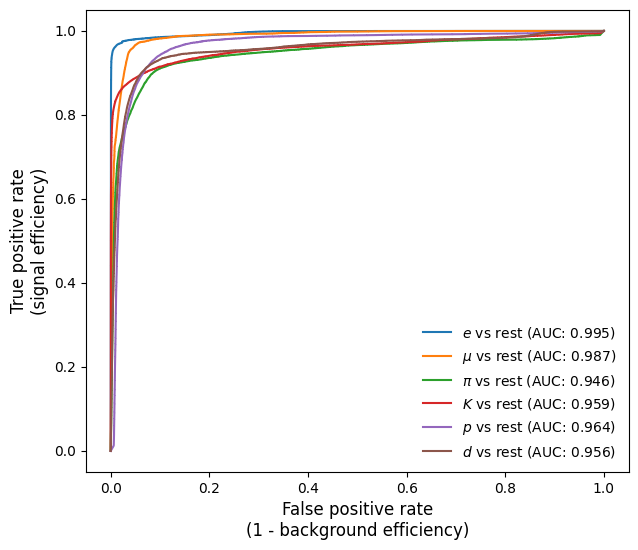 1.0
0.8
0.6
0.4
0.2
0.0
True positive rate
(signal efficiency)
e vs rest (AUC: 0.995)
μ vs rest (AUC: 0.987)
π vs rest (AUC: 0.946)
K vs rest (AUC: 0.959)
p vs rest (AUC: 0.964)
d vs rest (AUC: 0.956)
0.0 0.2 0.4 0.6 0.8 1.0
False positive rate
(1 - background efficiency)